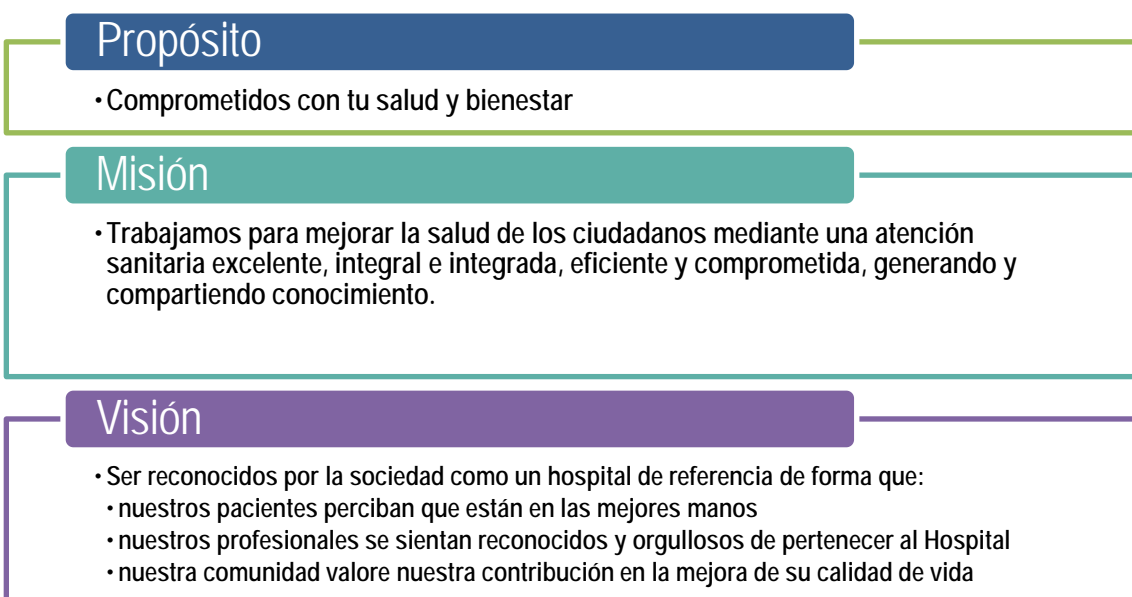 Propósito
• Comprometidos con tu salud y bienestar
Misión
• Trabajamos para mejorar la salud de los ciudadanos mediante una atención
sanitaria excelente, integral e integrada, eficiente y comprometida, generando y
compartiendo conocimiento.
Visión
• Ser reconocidos por la sociedad como un hospital de referencia de forma que:
• nuestros pacientes perciban que están en las mejores manos
• nuestros profesionales se sientan reconocidos y orgullosos de pertenecer al Hospital
• nuestra comunidad valore nuestra contribución en la mejora de su calidad de vida